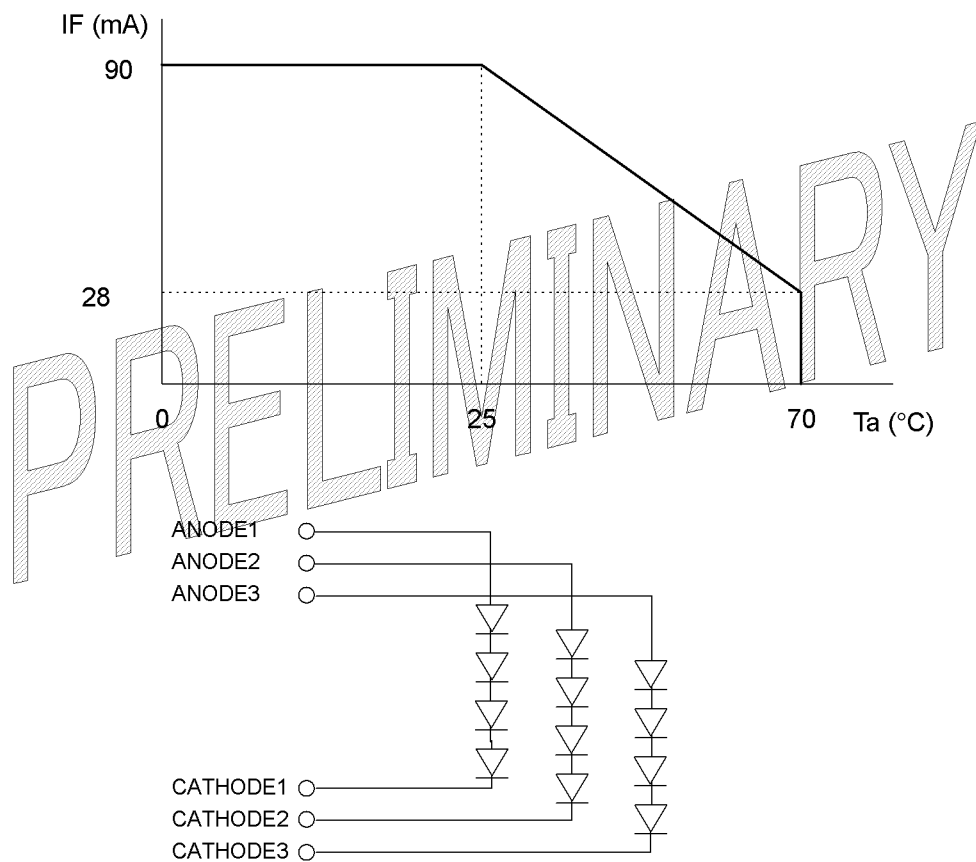 IF (mA)
90
28
0 25 70 Ta (°C)
PRELIMINARY
ANODE1
ANODE2
ANODE3
CATHODE1
CATHODE2
CATHODE3